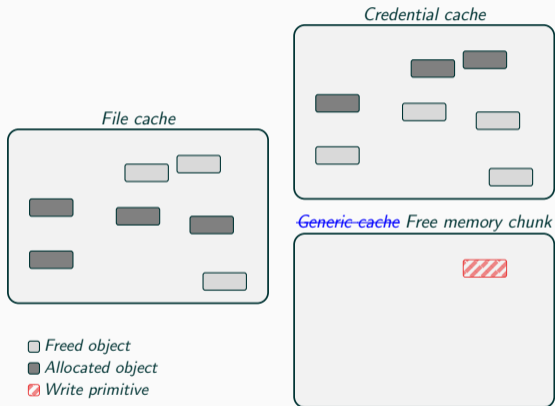 Credential cache
File cache
Generic cache Free memory chunk
Freed object
Allocated object
Write primitive